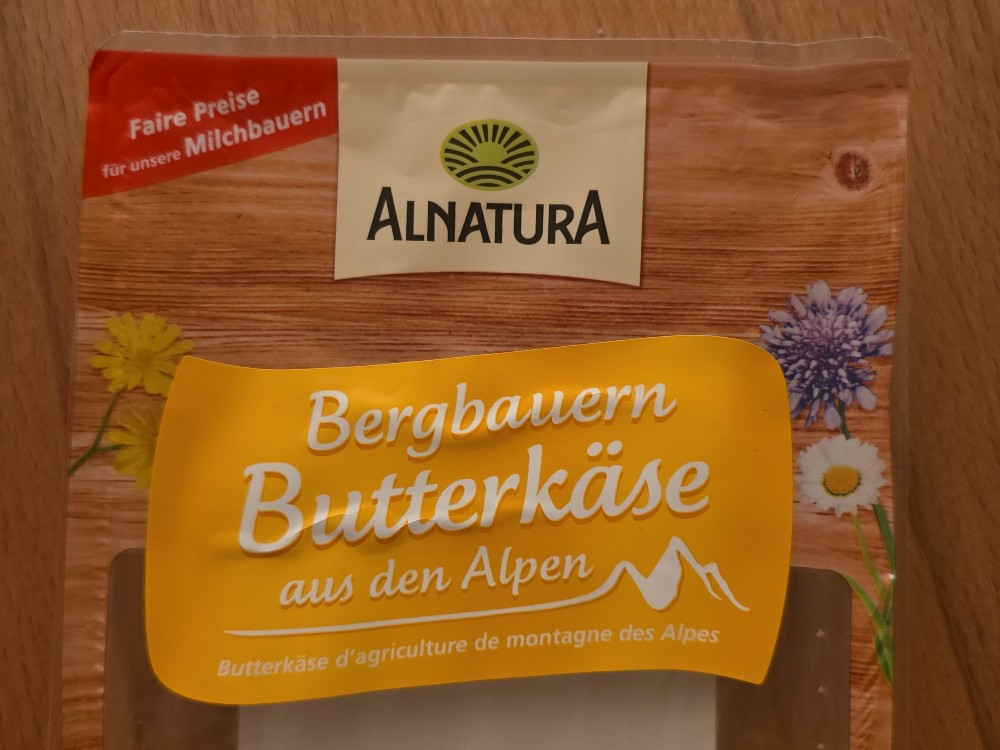 Faire Preise
für unsere Milchbauern
ALNATURA
Bergbauern
Butterkäse
aus den Alpen
Butterkäse d'agriculture de montagne des Alpes